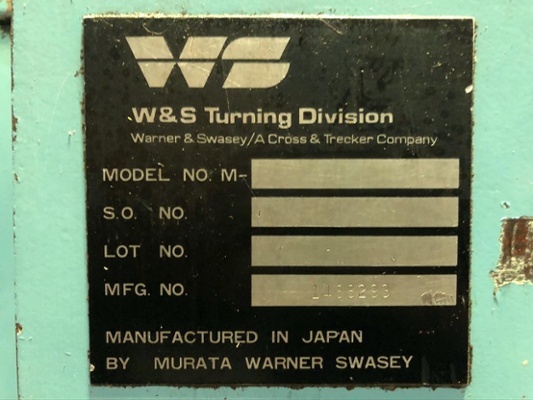 WS
W&S Turning Division
Warner & Swasey/A Cross & Trecker Company
MODEL NO. M-
S.O. NO.
LOT NO.
MFG. NO.
MANUFACTURED IN JAPAN
BY MURATA WARNER SWASEY